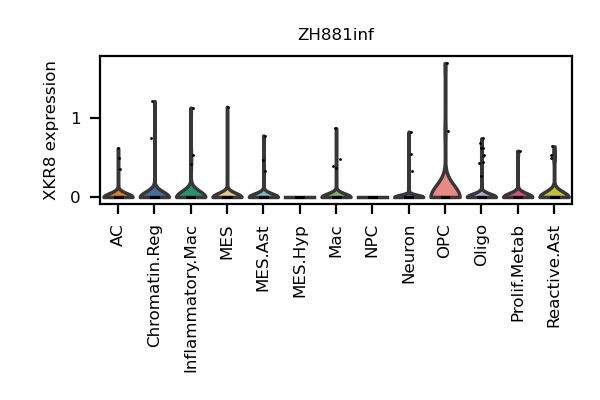 ZH881inf
XKR8 expression
1
0
AC
Chromatin.Reg
Inflammatory.Mac
MES
MES.Ast
MES.Hyp
Mac
NPC
Neuron
OPC
Oligo
Prolif.Metab
Reactive.Ast